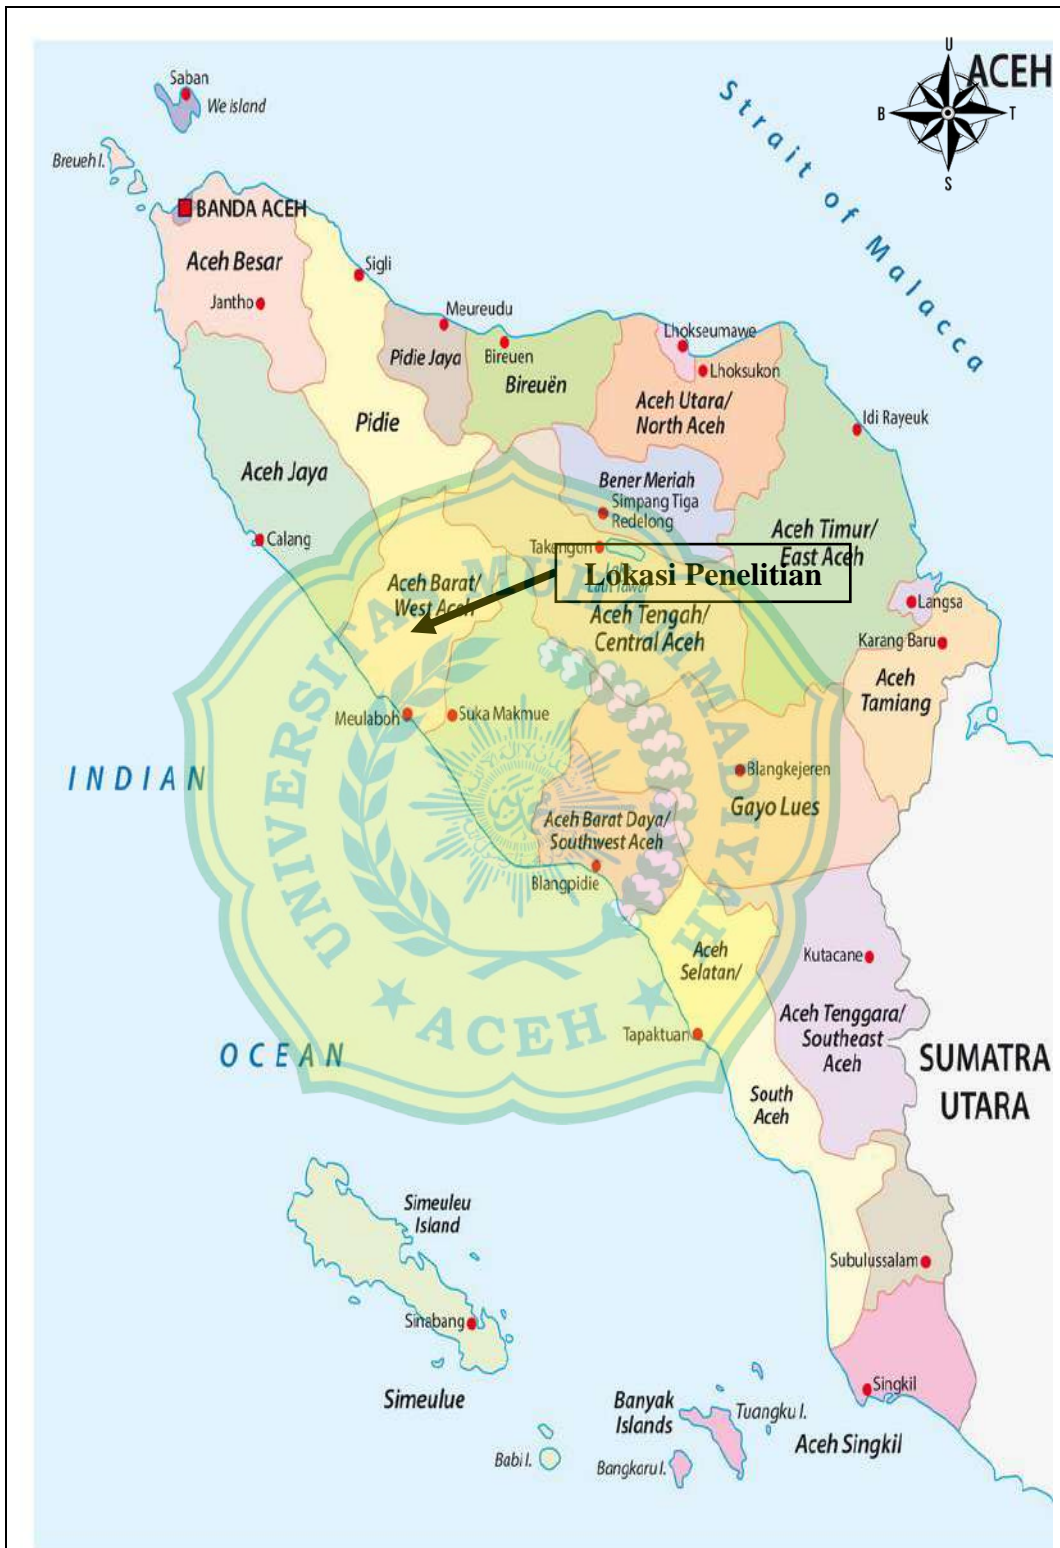 U
ACEH
B
T
S
Saban
We island
Breueh I.
Strait of Malacca
BANDA ACEH
Aceh Besar
Jantho
Sigli
Meureudu
Pidie Jaya
Bireuen
Bireuën
Lhokseumawe
Lhoksukon
Aceh Utara/
North Aceh
Idi Rayeuk
Pidie
Aceh Jaya
Calang
Bener Meriah
Simpang Tiga
Redelong
Aceh Timur/
East Aceh
Takengon
Lokasi Penelitian
Aceh Barat/
West Aceh
Aceh Tengah/
Central Aceh
Langsa
Karang Baru
Aceh
Tamiang
Meulaboh
Suka Makmue
INDIAN
Blangkejeren
Gayo Lues
Aceh Barat Daya/
Southwest Aceh
Blangpidie
UNIVERSITAS MUHAMMADIYAH
ACEH
Aceh
Selatan/
Kutacane
Aceh Tenggara/
Southeast
Aceh
Tapaktuan
OCEAN
SUMATRA
UTARA
South
Aceh
Simeuleu
Island
Subulussalam
Sinabang
Simeulue
Singkil
Banyak
Islands
Tuangku I.
Aceh Singkil
Babi I.
Bangkaru I.